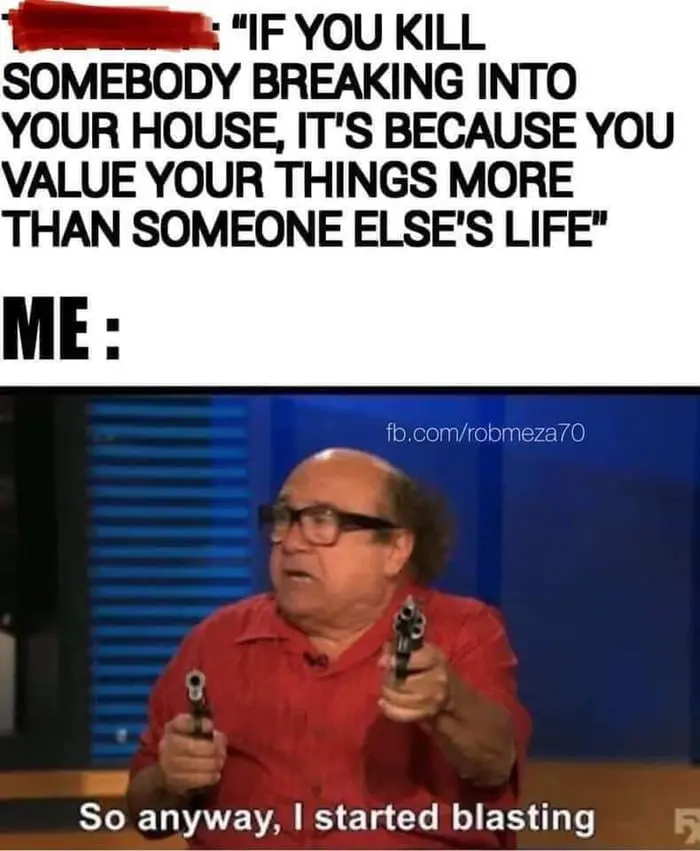 : "IF YOU KILL
SOMEBODY BREAKING INTO
YOUR HOUSE, IT'S BECAUSE YOU
VALUE YOUR THINGS MORE
THAN SOMEONE ELSE'S LIFE"
ME :
fb.com/robmeza70
So anyway, I started blasting